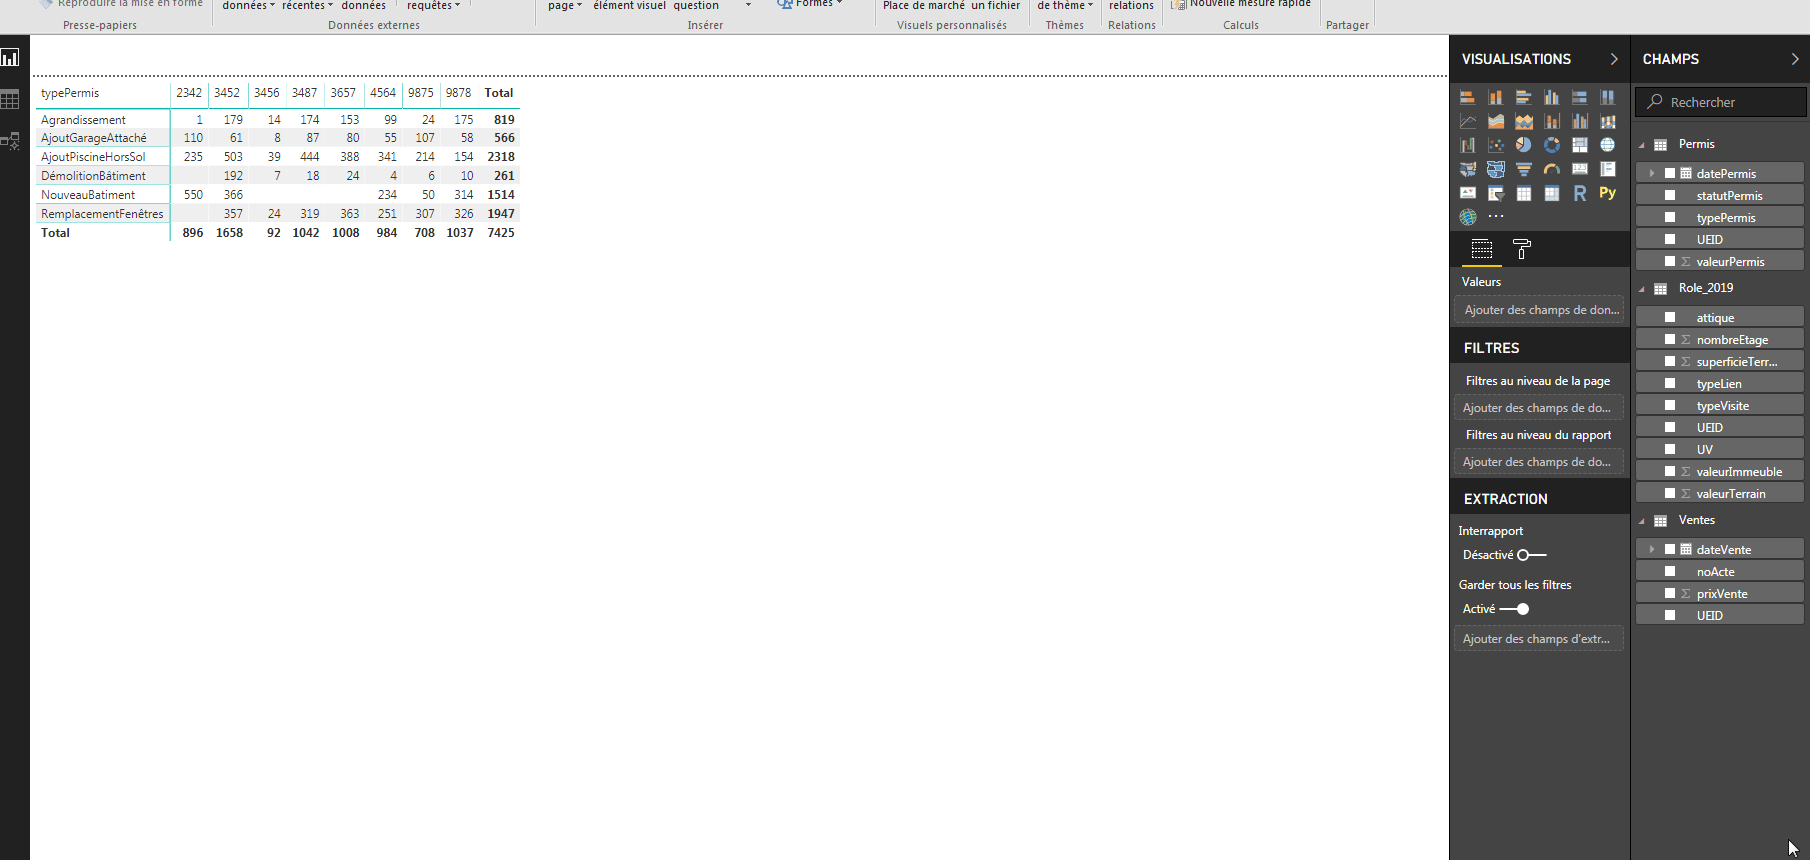 Reproduire la mise en forme
données récentes données requêtes
page élément visuel question
Formes
Place de marché un fichier
de thème
relations
Nouvelle mesure rapide
Presse-papiers Données externes Insérer Visuels personnalisés Thèmes Relations Calculs Partager
typePermis 2342 3452 3456 3487 3657 4564 9875 9878 Total
Agrandissement 1 179 14 174 153 99 24 175 819
AjoutGarageAttaché 110 61 8 87 80 55 107 58 566
AjoutPiscineHorsSol 235 503 39 444 388 341 214 154 2318
DémolitionBâtiment 192 7 18 24 4 6 10 261
NouveauBatiment 550 366 234 50 314 1514
RemplacementFenêtres 357 24 319 363 251 307 326 1947
Total 896 1658 92 1042 1008 984 708 1037 7425
VISUALISATIONS
R Py
Valeurs
Ajouter des champs de don...
FILTRES
Filtres au niveau de la page
Ajouter des champs de do...
Filtres au niveau du rapport
Ajouter des champs de do...
EXTRACTION
Interrapport
Désactivé
Garder tous les filtres
Activé
Ajouter des champs d'extr...
CHAMPS
Rechercher
Permis
datePermis
statutPermis
typePermis
UEID
Σ valeurPermis
Role_2019
attique
Σ nombreEtage
Σ superficieTerr...
typeLien
typeVisite
UEID
UV
Σ valeurImmeuble
Σ valeurTerrain
Ventes
dateVente
noActe
Σ prixVente
UEID